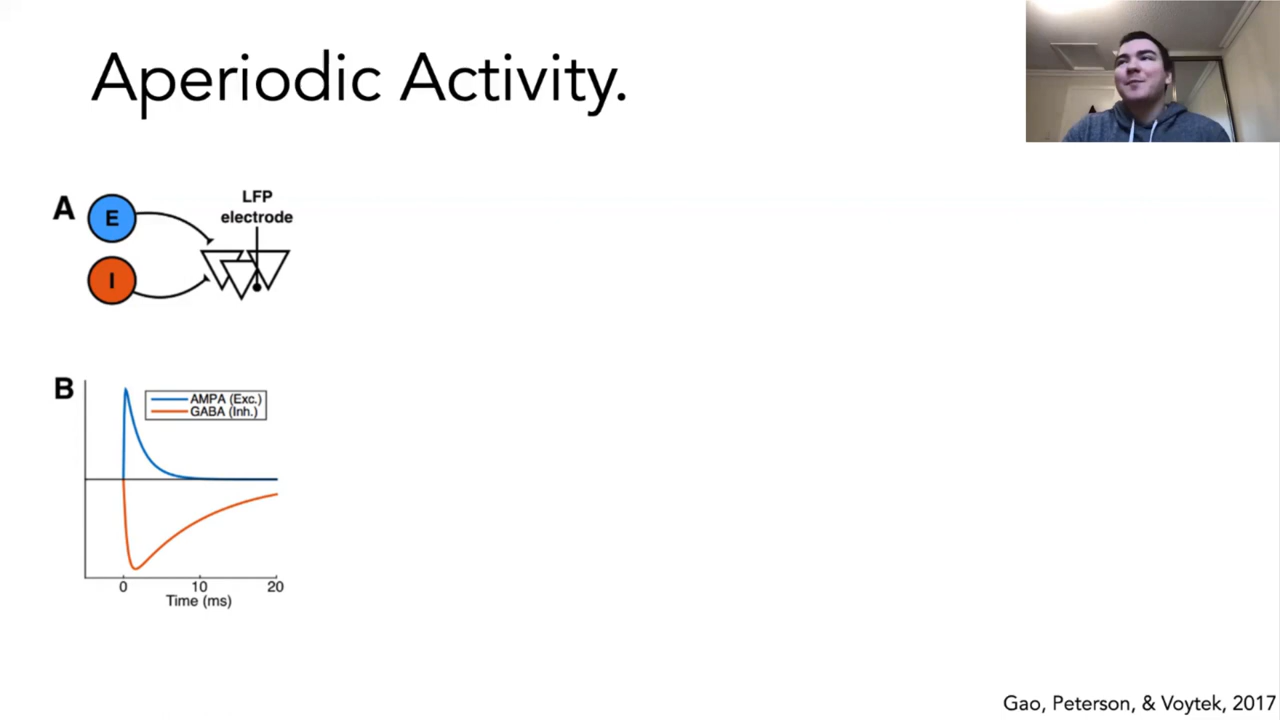 Aperiodic Activity.
A
E
I
LFP
electrode
B
AMPA (Exc.)
GABA (Inh.)
0 10 20
Time (ms)
Gao, Peterson, & Voytek, 2017